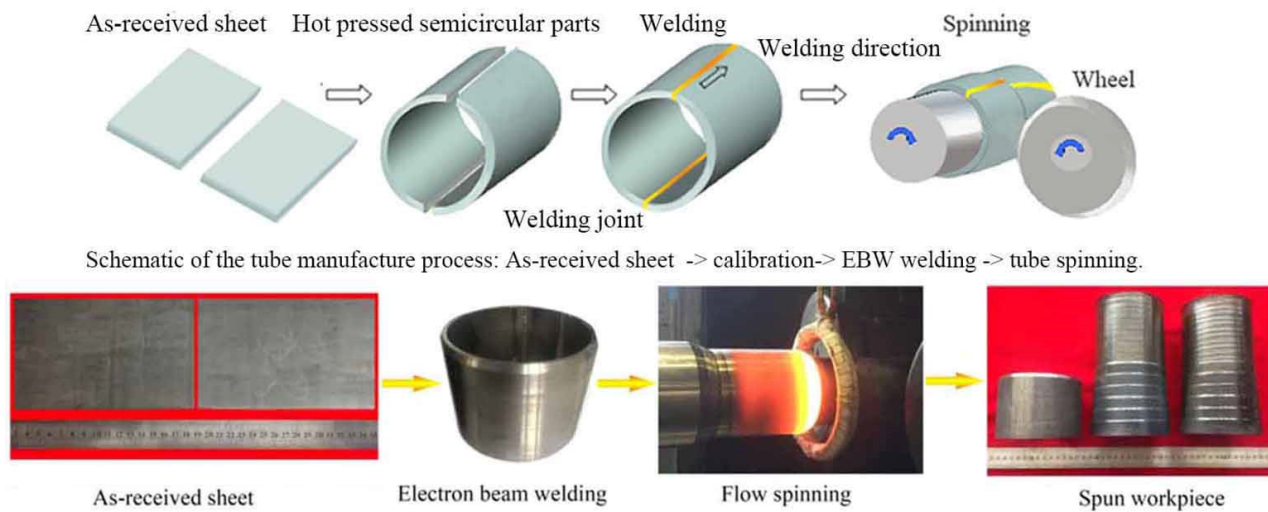 As-received sheet
Hot pressed semicircular parts
Welding
Spinning
Welding direction
Wheel
Welding joint
Schematic of the tube manufacture process: As-received sheet -> calibration-> EBW welding -> tube spinning.
As-received sheet
Electron beam welding
Flow spinning
Spun workpiece